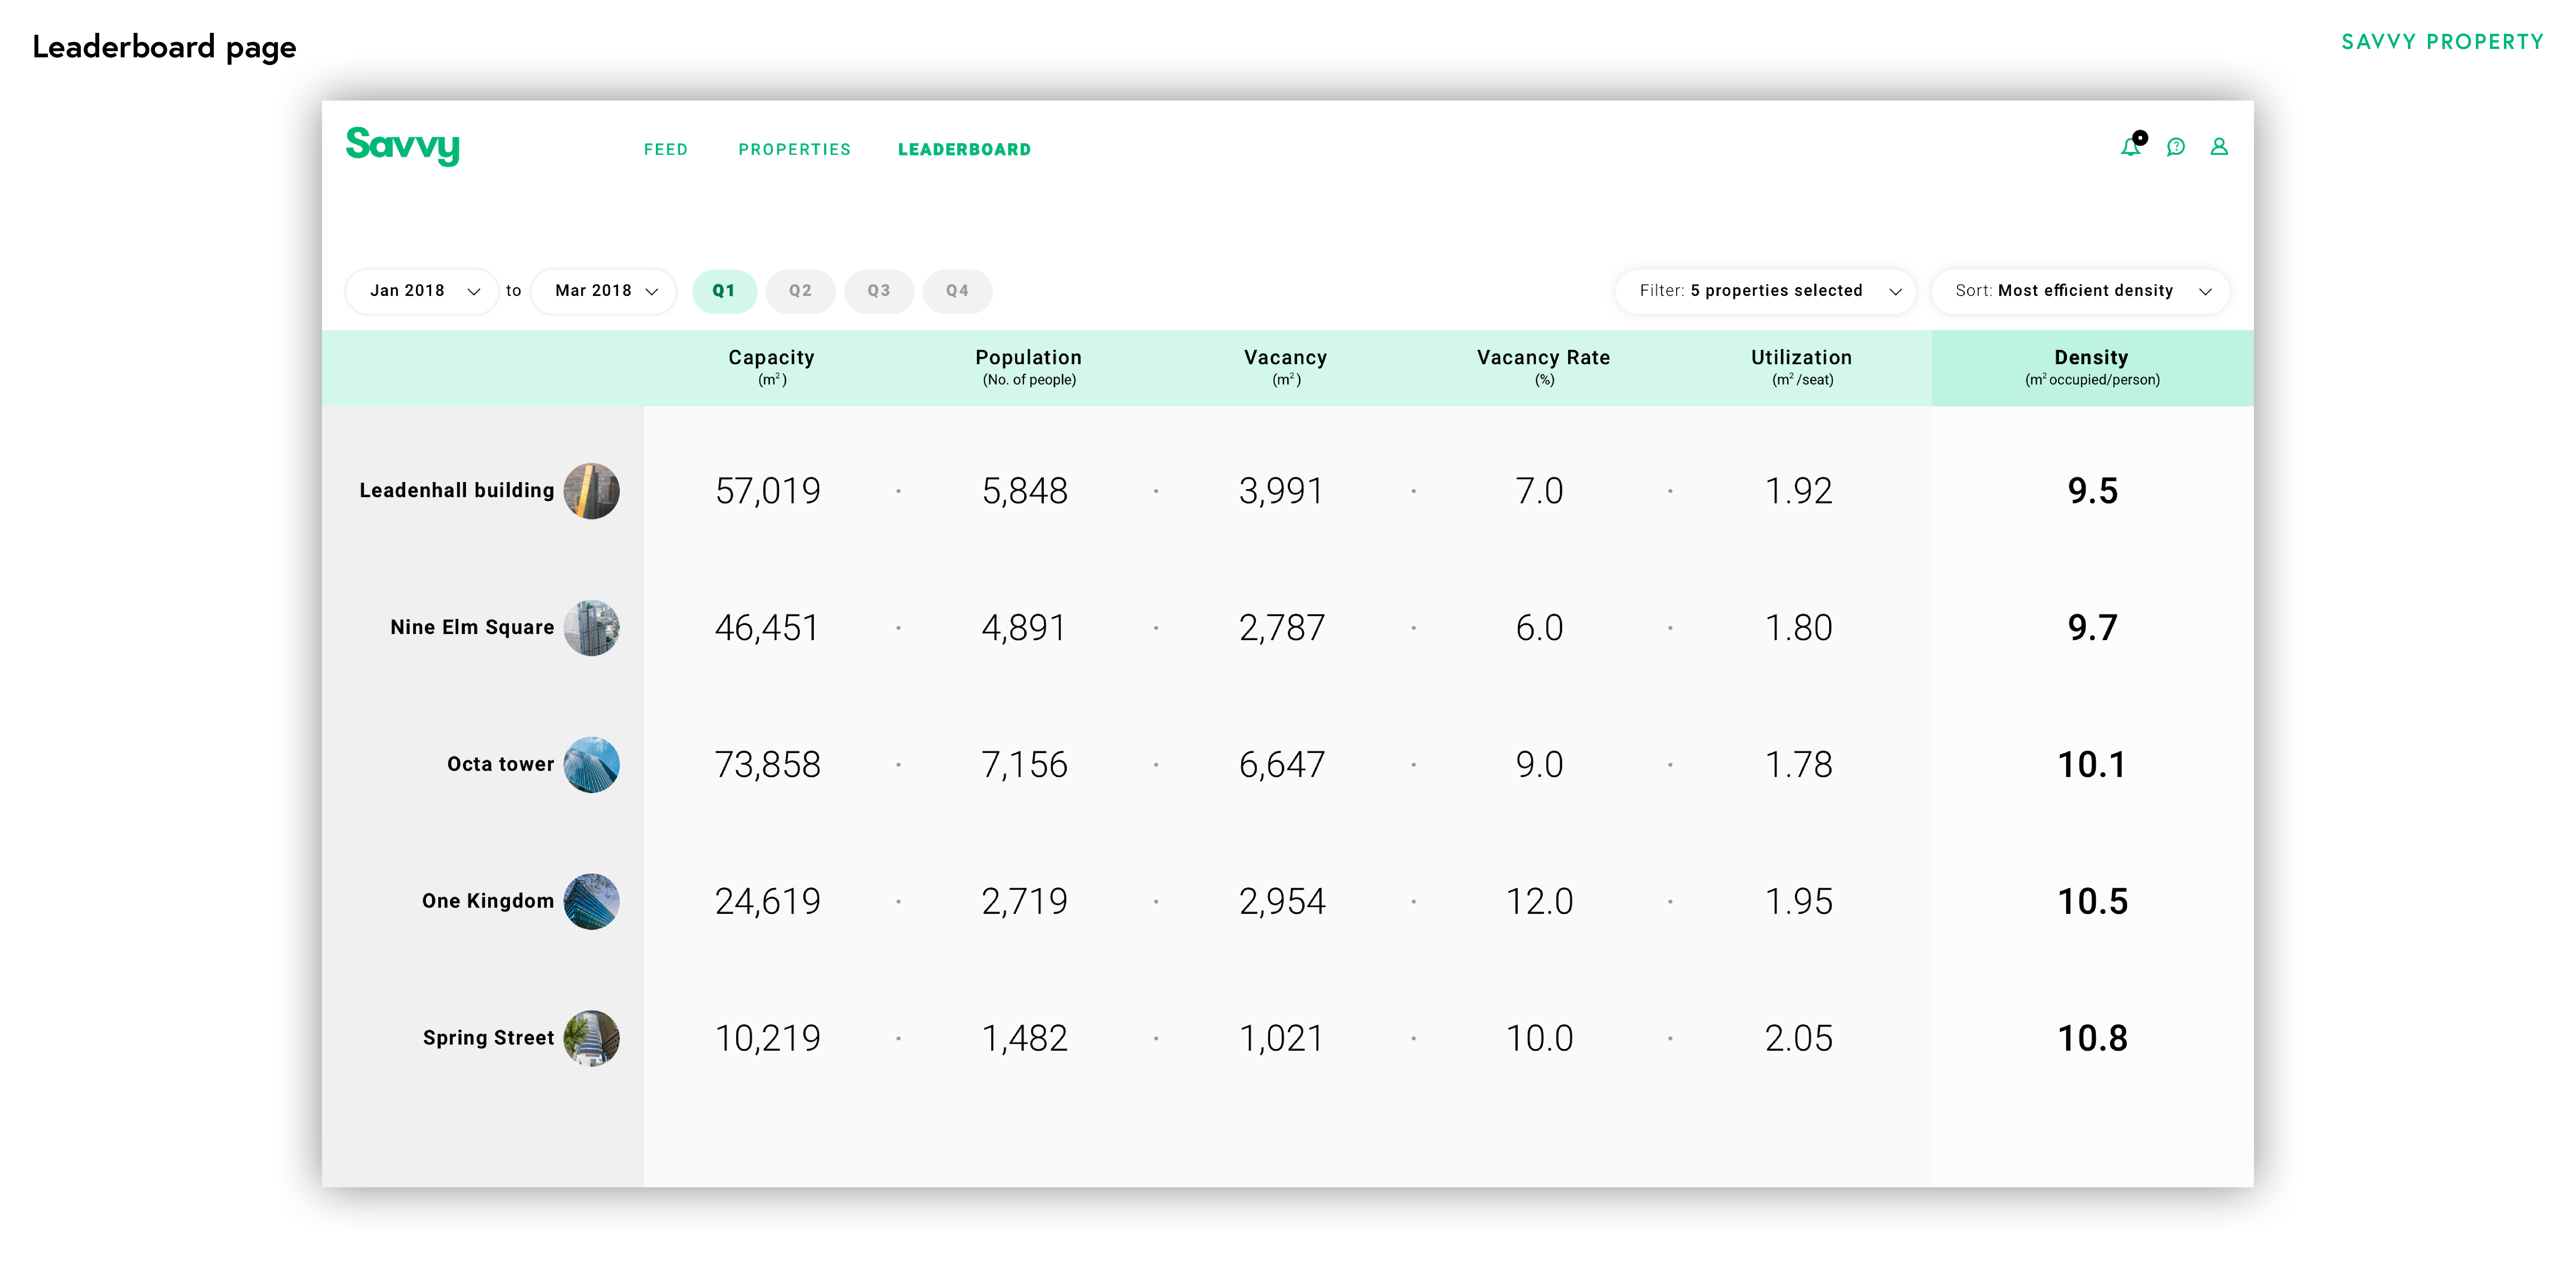 Leaderboard page
SAVVY PROPERTY
Savvy
FEED PROPERTIES LEADERBOARD
Jan 2018 to Mar 2018 Q1 Q2 Q3 Q4 Filter: 5 properties selected Sort: Most efficient density
Capacity Population Vacancy Vacancy Rate Utilization Density
(m²) (No. of people) (m²) (%) (m²/seat) (m² occupied/person)
Leadenhall building 57,019 · 5,848 · 3,991 · 7.0 · 1.92 9.5
Nine Elm Square 46,451 · 4,891 · 2,787 · 6.0 · 1.80 9.7
Octa tower 73,858 · 7,156 · 6,647 · 9.0 · 1.78 10.1
One Kingdom 24,619 · 2,719 · 2,954 · 12.0 · 1.95 10.5
Spring Street 10,219 · 1,482 · 1,021 · 10.0 · 2.05 10.8